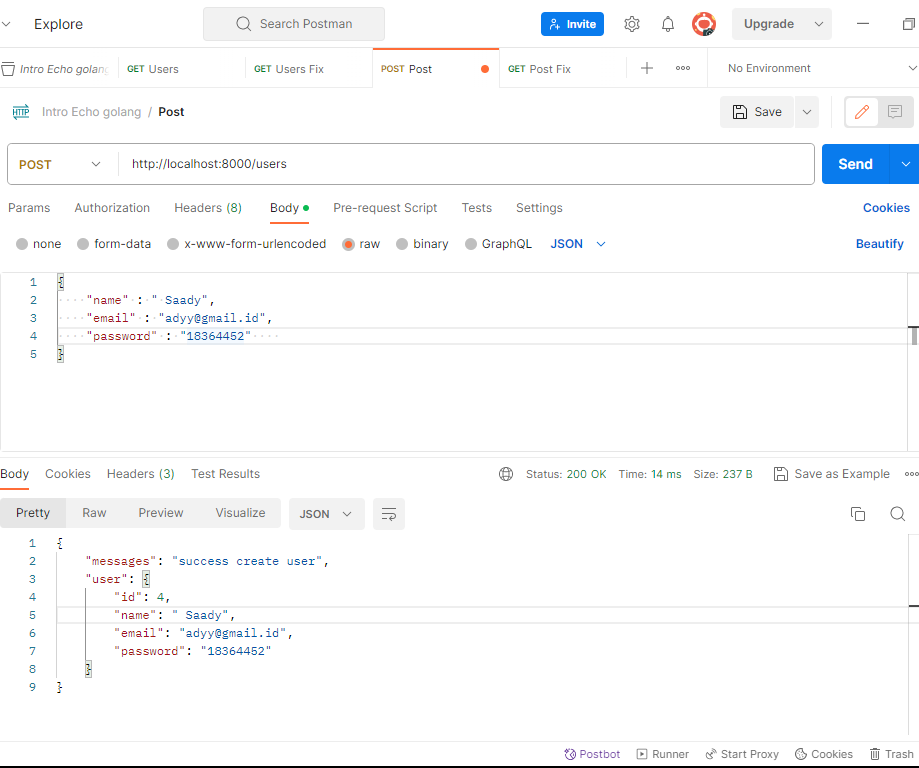 Explore
Search Postman
Invite
Upgrade
Intro Echo golang
GET Users
GET Users Fix
POST Post
GET Post Fix
No Environment
HTTP Intro Echo golang / Post
Save
POST http://localhost:8000/users
Send
Params Authorization Headers (8) Body Pre-request Script Tests Settings Cookies
none form-data x-www-form-urlencoded raw binary GraphQL JSON Beautify
1 {
2 "name" : " Saady",
3 "email" : "adyy@gmail.id",
4 "password" : "18364452"
5 }
Body Cookies Headers (3) Test Results Status: 200 OK Time: 14 ms Size: 237 B Save as Example
Pretty Raw Preview Visualize JSON
1 {
2 "messages": "success create user",
3 "user": {
4 "id": 4,
5 "name": " Saady",
6 "email": "adyy@gmail.id",
7 "password": "18364452"
8 }
9 }
Postbot Runner Start Proxy Cookies Trash